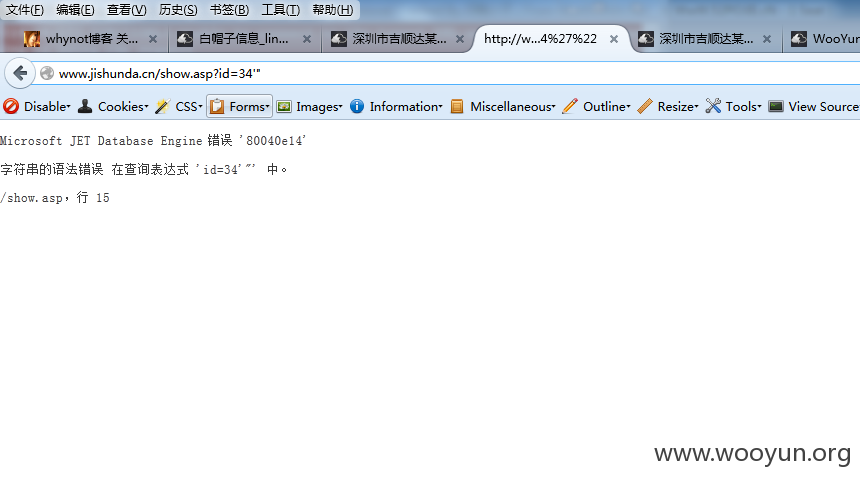 文件(F) 编辑(E) 查看(V) 历史(S) 书签(B) 工具(T) 帮助(H)
whynot博客 关... 白帽子信息_lin... 深圳市吉顺达某... http://w...4%27%22 深圳市吉顺达某... WooYun
www.jishunda.cn/show.asp?id=34'"
Disable Cookies CSS Forms Images Information Miscellaneous Outline Resize Tools View Source
Microsoft JET Database Engine 错误 '80040e14'
字符串的语法错误 在查询表达式 'id=34'"' 中。
/show.asp，行 15
www.wooyun.org